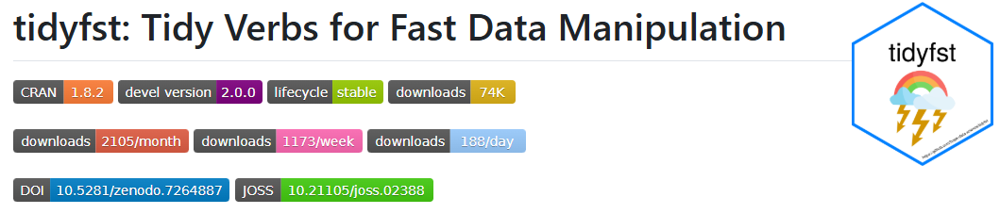 tidyfst: Tidy Verbs for Fast Data Manipulation
tidyfst
CRAN 1.8.2 devel version 2.0.0 lifecycle stable downloads 74K
downloads 2105/month downloads 1173/week downloads 188/day
DOI 10.5281/zenodo.7264887 JOSS 10.21105/joss.02388